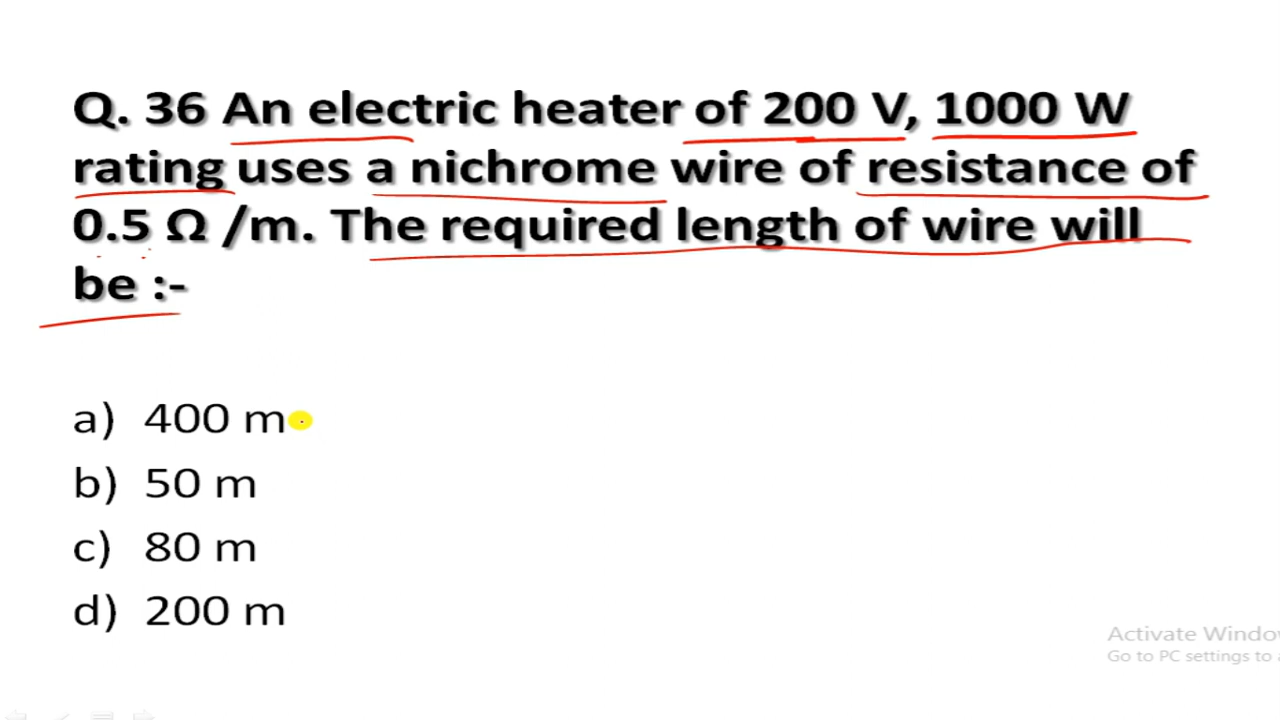 Q. 36 An electric heater of 200 V, 1000 W
rating uses a nichrome wire of resistance of
0.5 Ω /m. The required length of wire will
be :-
a) 400 m
b) 50 m
c) 80 m
d) 200 m
Activate Windo
Go to PC settings to a